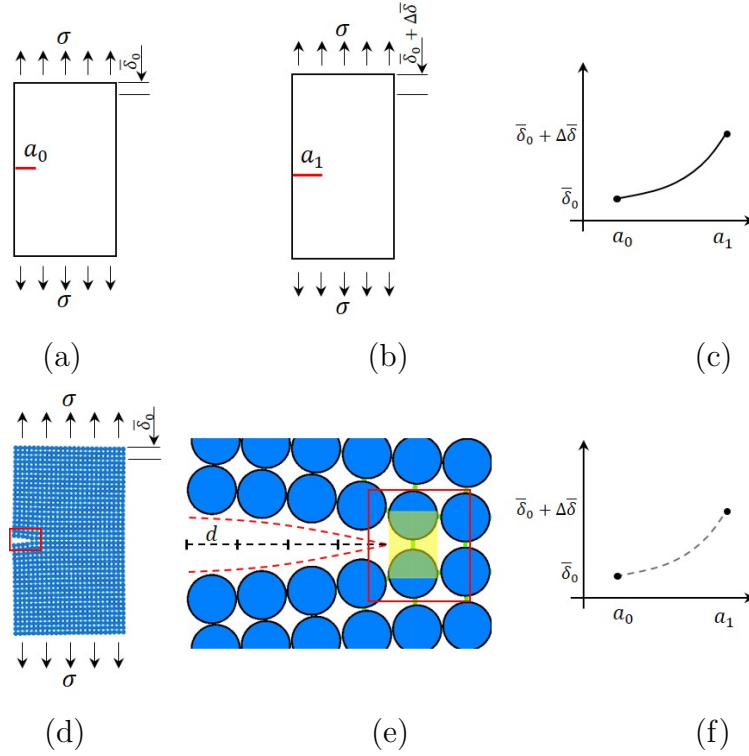 σ
δ̅₀
a₀
σ
(a)
σ
δ̅₀ + Δδ̅
a₁
σ
(b)
δ̅₀ + Δδ̅
δ̅₀
a₀
a₁
(c)
σ
δ̅₀
σ
(d)
d
(e)
δ̅₀ + Δδ̅
δ̅₀
a₀
a₁
(f)